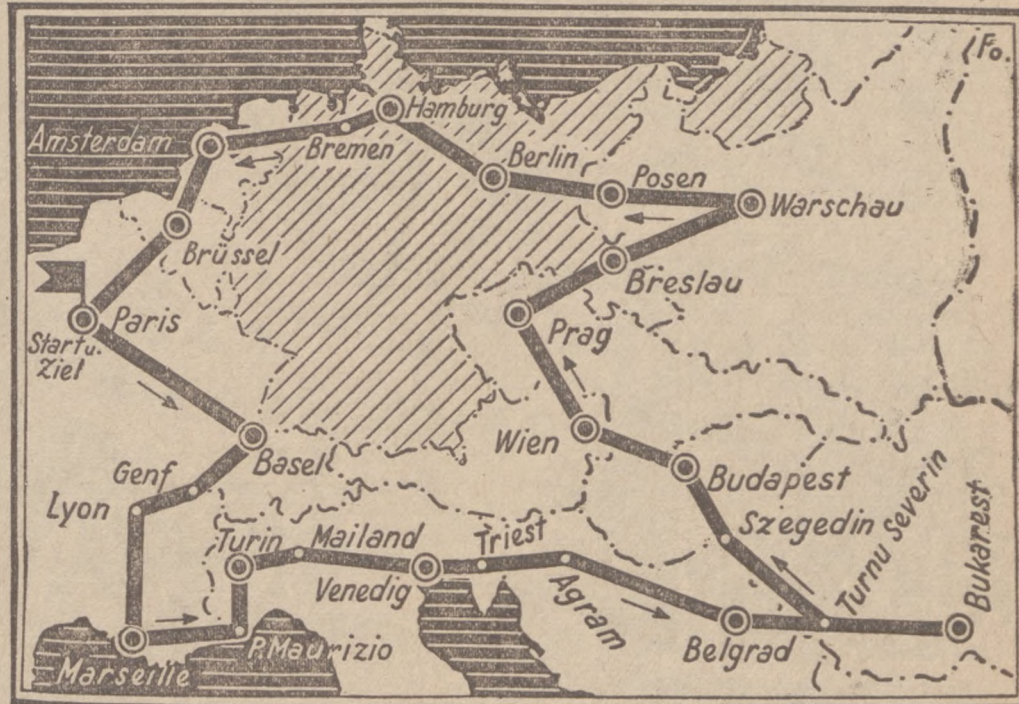 Fo.
Hamburg
Amsterdam
Bremen
Berlin
Posen
Warschau
Brüssel
Breslau
Paris
Start u.
Ziel
Prag
Basel
Wien
Genf
Lyon
Budapest
Szegedin
Turnu Severin
Bukarest
Turin
Mailand
Triest
Venedig
Agram
Belgrad
P. Maurizio
Marseille